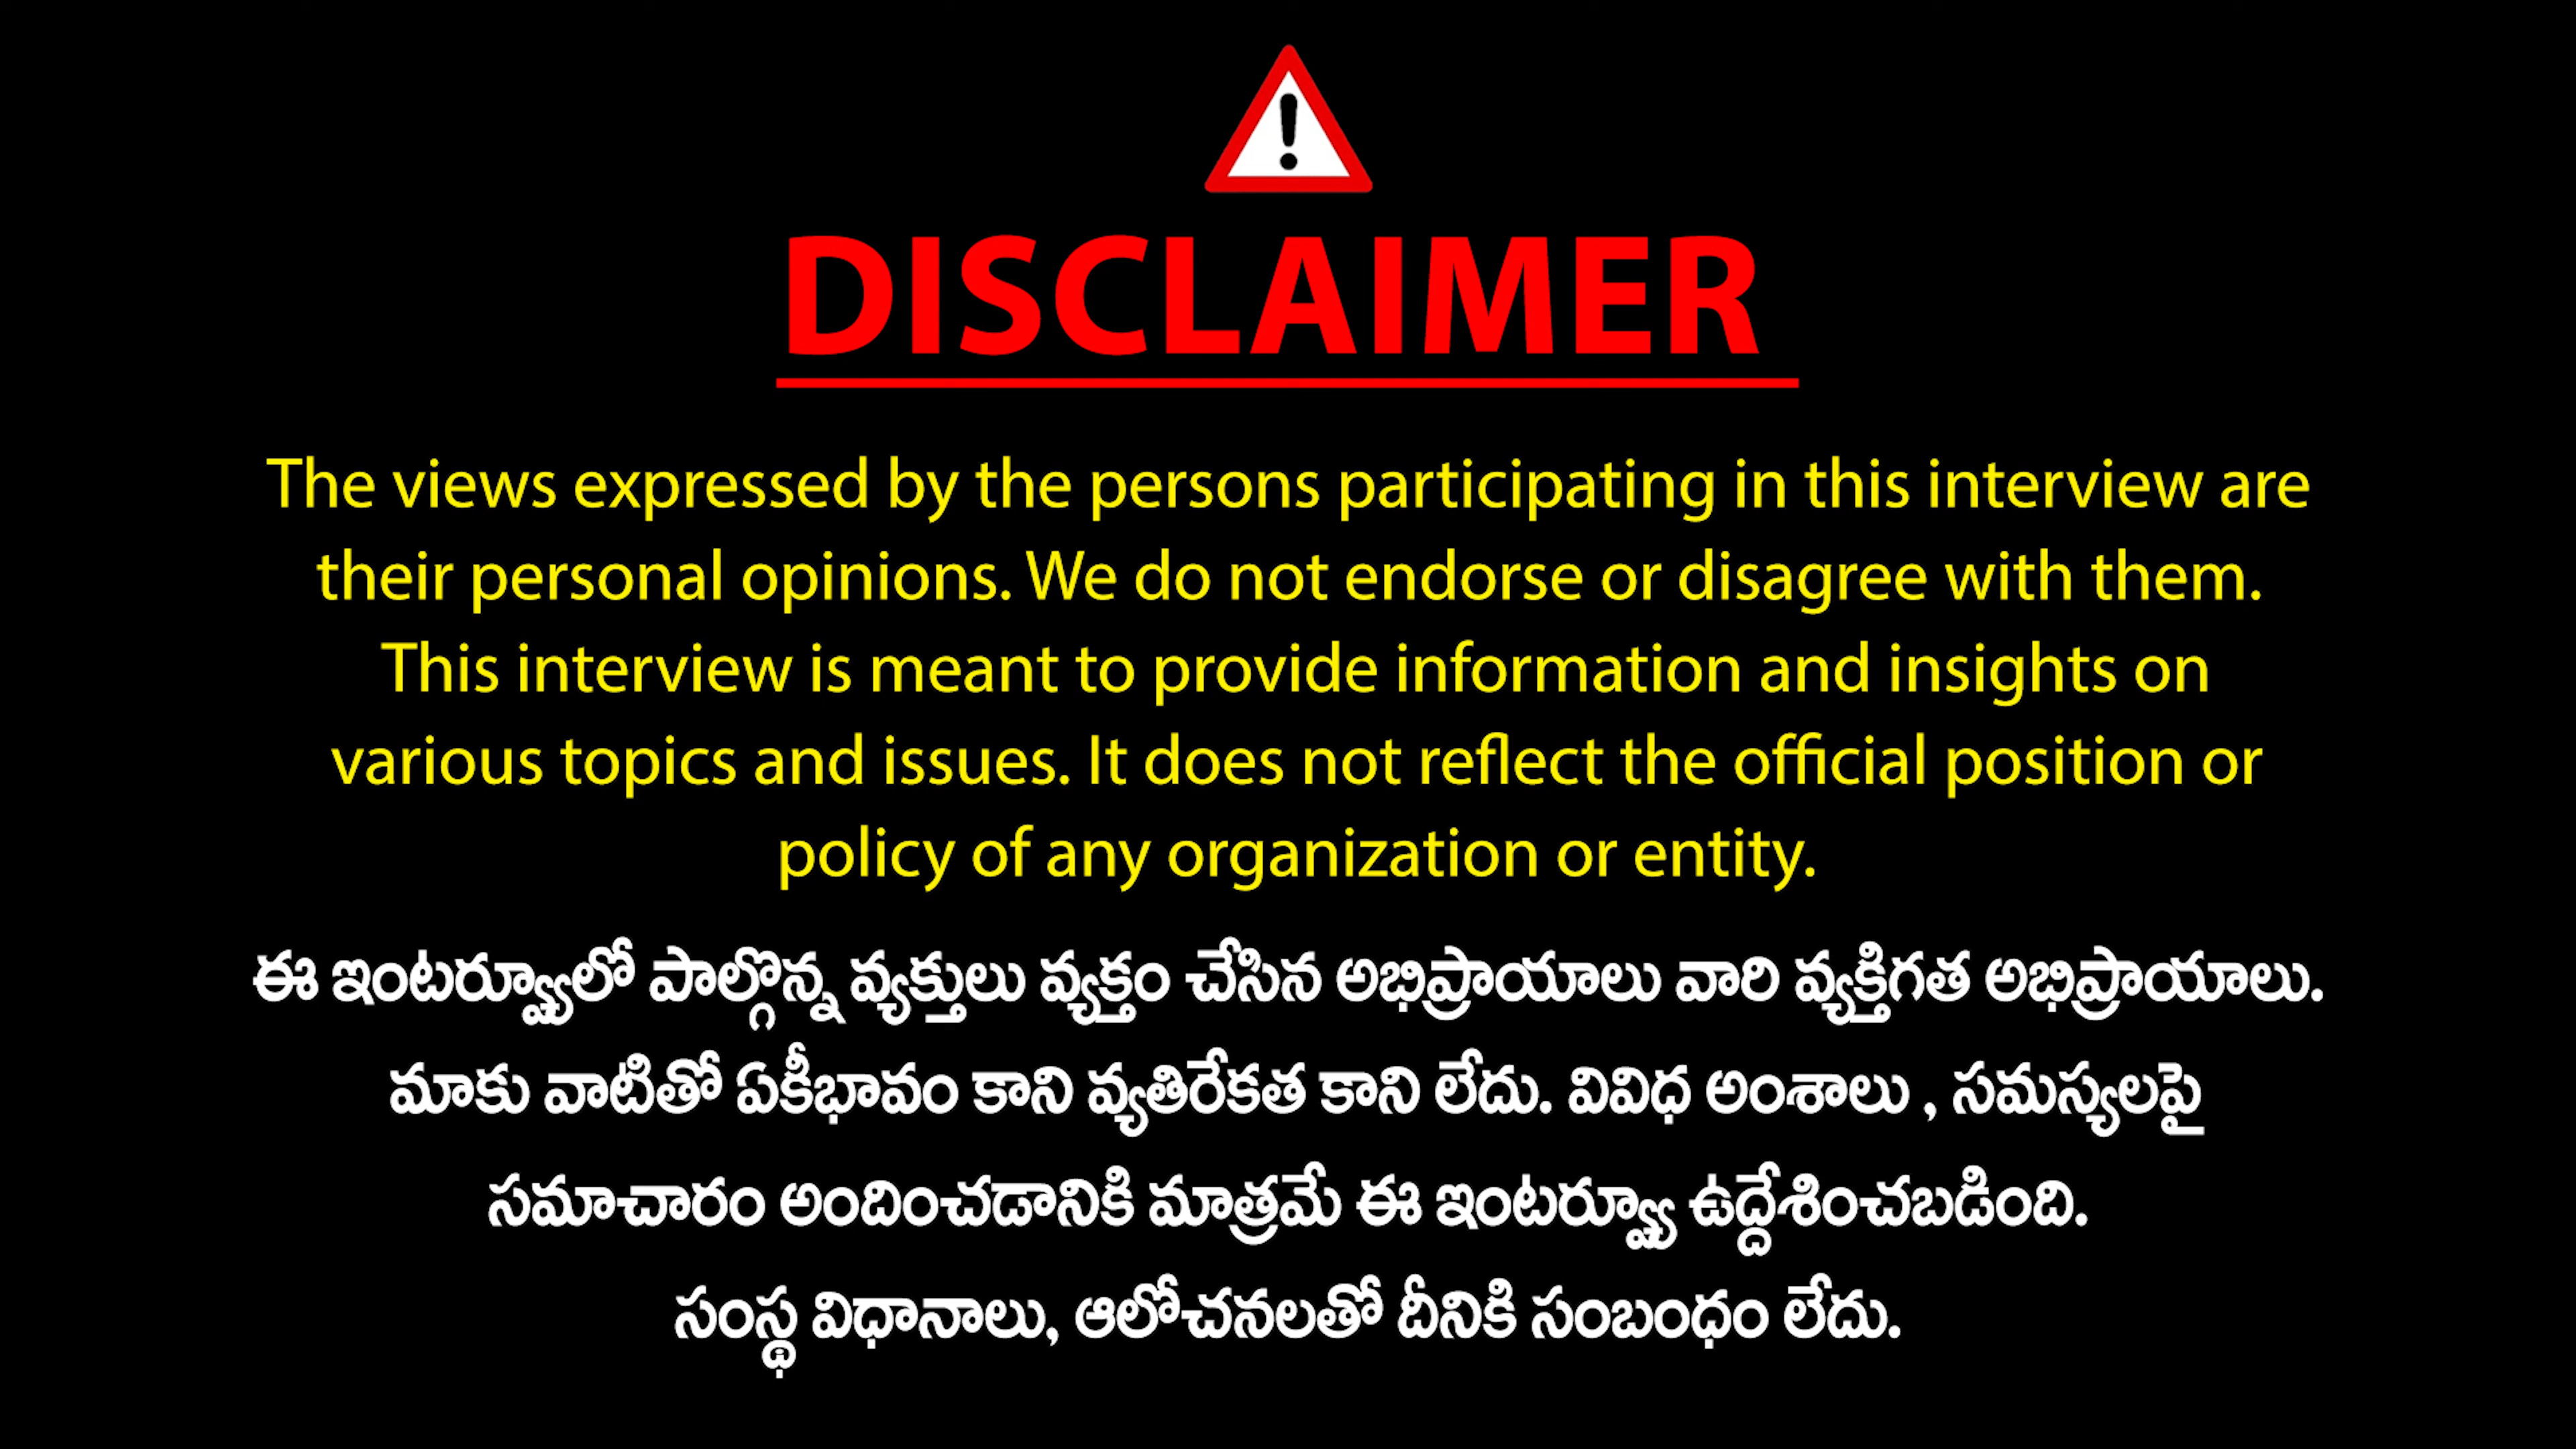 DISCLAIMER
The views expressed by the persons participating in this interview are
their personal opinions. We do not endorse or disagree with them.
This interview is meant to provide information and insights on
various topics and issues. It does not reflect the official position or
policy of any organization or entity.
ఈ ఇంటర్వ్యూలో పాల్గొన్న వ్యక్తులు వ్యక్తం చేసిన అభిప్రాయాలు వారి వ్యక్తిగత అభిప్రాయాలు.
మాకు వాటితో ఏకీభావం కాని వ్యతిరేకత కాని లేదు. వివిధ అంశాలు , సమస్యలపై
సమాచారం అందించడానికి మాత్రమే ఈ ఇంటర్వ్యూ ఉద్దేశించబడింది.
సంస్థ విధానాలు, ఆలోచనలతో దీనికి సంబంధం లేదు.